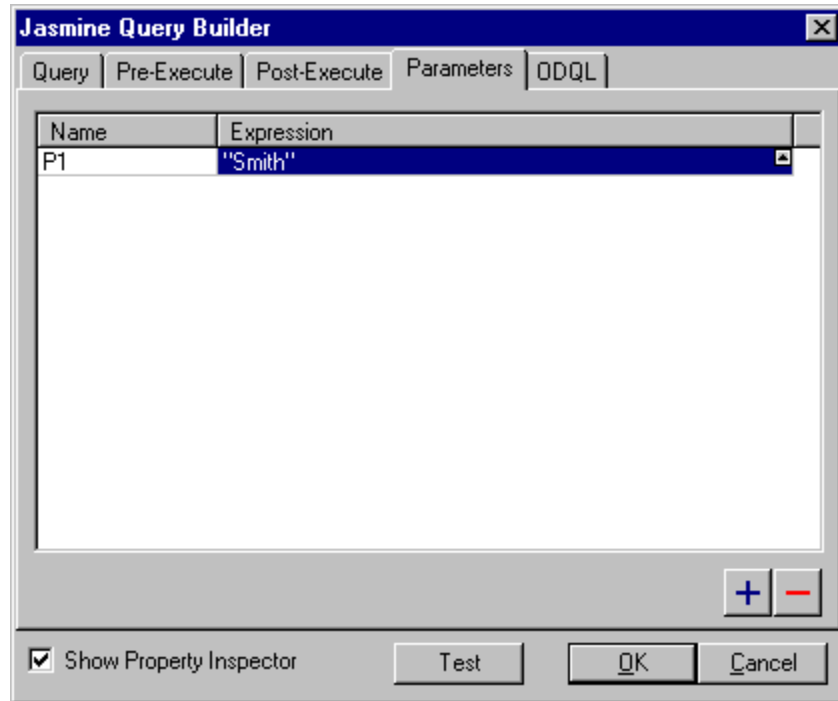 Jasmine Query Builder
Query Pre-Execute Post-Execute Parameters ODQL
Name Expression
P1 "Smith"
Show Property Inspector Test OK Cancel